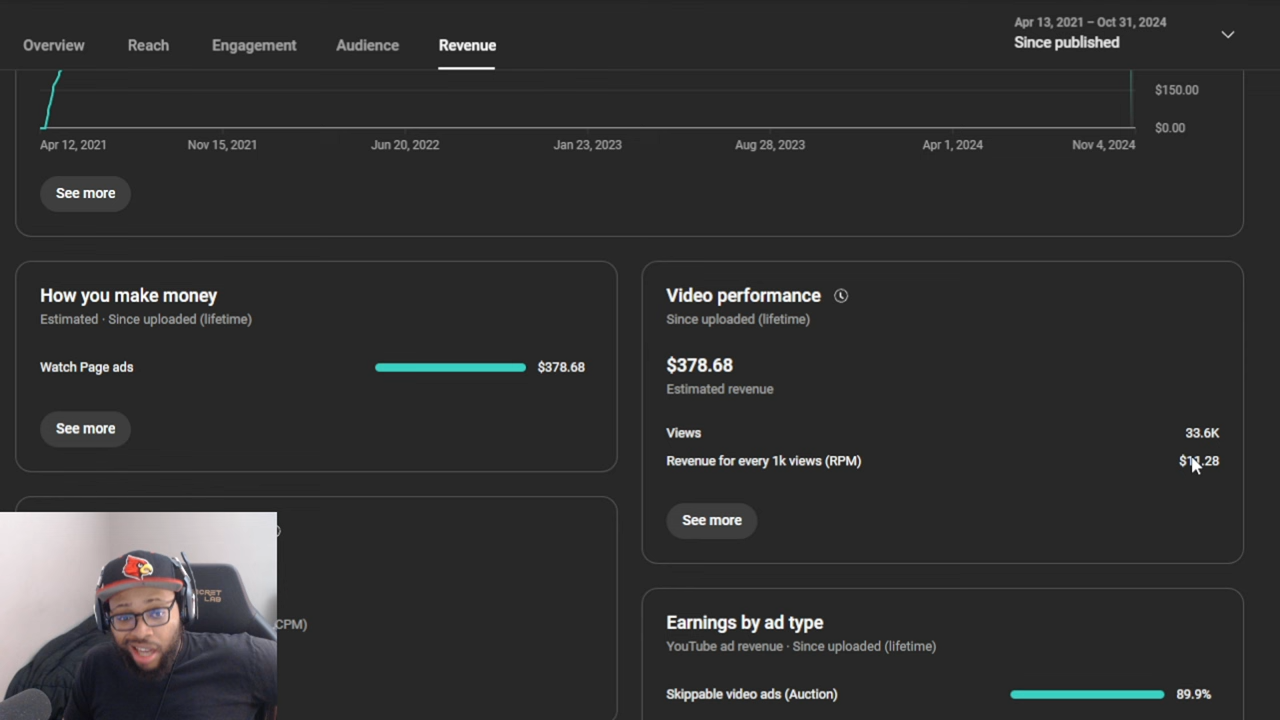 Apr 13, 2021 – Oct 31, 2024
Overview Reach Engagement Audience Revenue
Since published
$150.00
$0.00
Apr 12, 2021 Nov 15, 2021 Jun 20, 2022 Jan 23, 2023 Aug 28, 2023 Apr 1, 2024 Nov 4, 2024
See more
How you make money
Estimated · Since uploaded (lifetime)
Watch Page ads $378.68
See more
Video performance
Since uploaded (lifetime)
$378.68
Estimated revenue
Views 33.6K
Revenue for every 1k views (RPM) $11.28
See more
CPM)
Earnings by ad type
YouTube ad revenue · Since uploaded (lifetime)
Skippable video ads (Auction) 89.9%